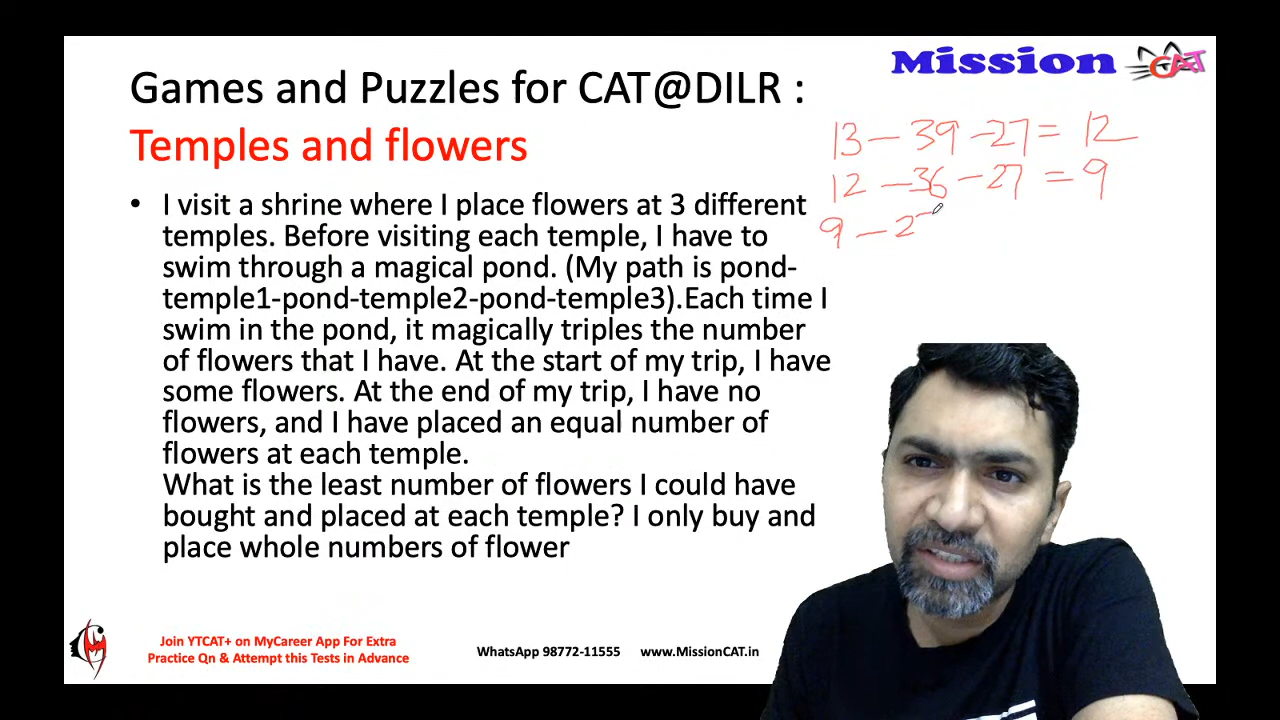 Mission
CAT
Games and Puzzles for CAT@DILR :
Temples and flowers
13 - 39 - 27 = 12
12 - 36 - 27 = 9
9 - 27
• I visit a shrine where I place flowers at 3 different
temples. Before visiting each temple, I have to
swim through a magical pond. (My path is pond-
temple1-pond-temple2-pond-temple3).Each time I
swim in the pond, it magically triples the number
of flowers that I have. At the start of my trip, I have
some flowers. At the end of my trip, I have no
flowers, and I have placed an equal number of
flowers at each temple.
What is the least number of flowers I could have
bought and placed at each temple? I only buy and
place whole numbers of flower
Join YTCAT+ on MyCareer App For Extra
Practice Qn & Attempt this Tests in Advance
WhatsApp 98772-11555 www.MissionCAT.in